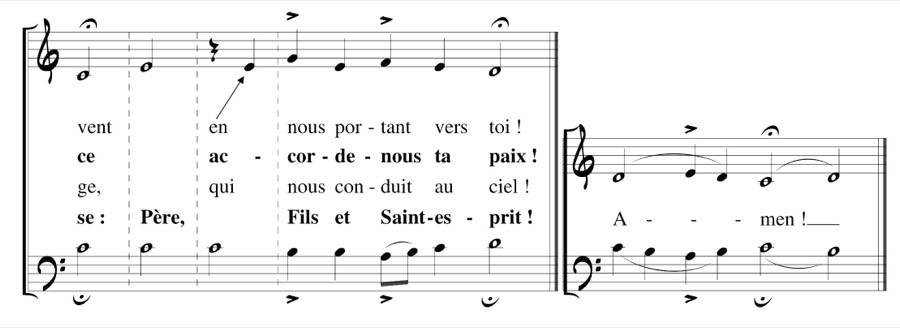 vent en nous por - tant vers toi !
ce ac - cor - de - nous ta paix !
ge, qui nous con - duit au ciel !
se : Père, Fils et Saint-es - prit !
A - - - men !